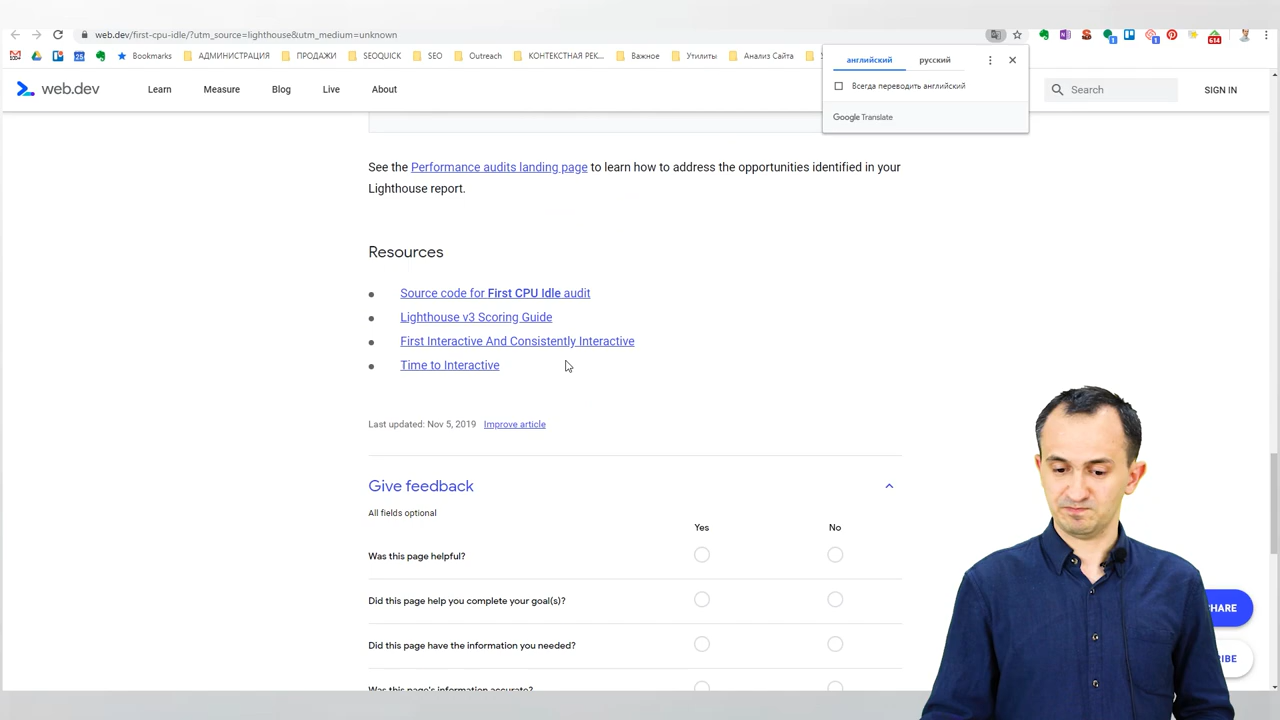 web.dev/first-cpu-idle/?utm_source=lighthouse&utm_medium=unknown
Bookmarks АДМИНИСТРАЦИЯ ПРОДАЖИ SEOQUICK SEO Outreach КОНТЕКСТНАЯ РЕК... Важное Утилиты Анализ Сайта
английский русский
Всегда переводить английский
Google Translate
web.dev Learn Measure Blog Live About Search SIGN IN
See the Performance audits landing page to learn how to address the opportunities identified in your
Lighthouse report.
Resources
Source code for First CPU Idle audit
Lighthouse v3 Scoring Guide
First Interactive And Consistently Interactive
Time to Interactive
Last updated: Nov 5, 2019 Improve article
Give feedback
All fields optional
Yes No
Was this page helpful?
Did this page help you complete your goal(s)?
Did this page have the information you needed?
Was this page's information accurate?
HARE
IBE